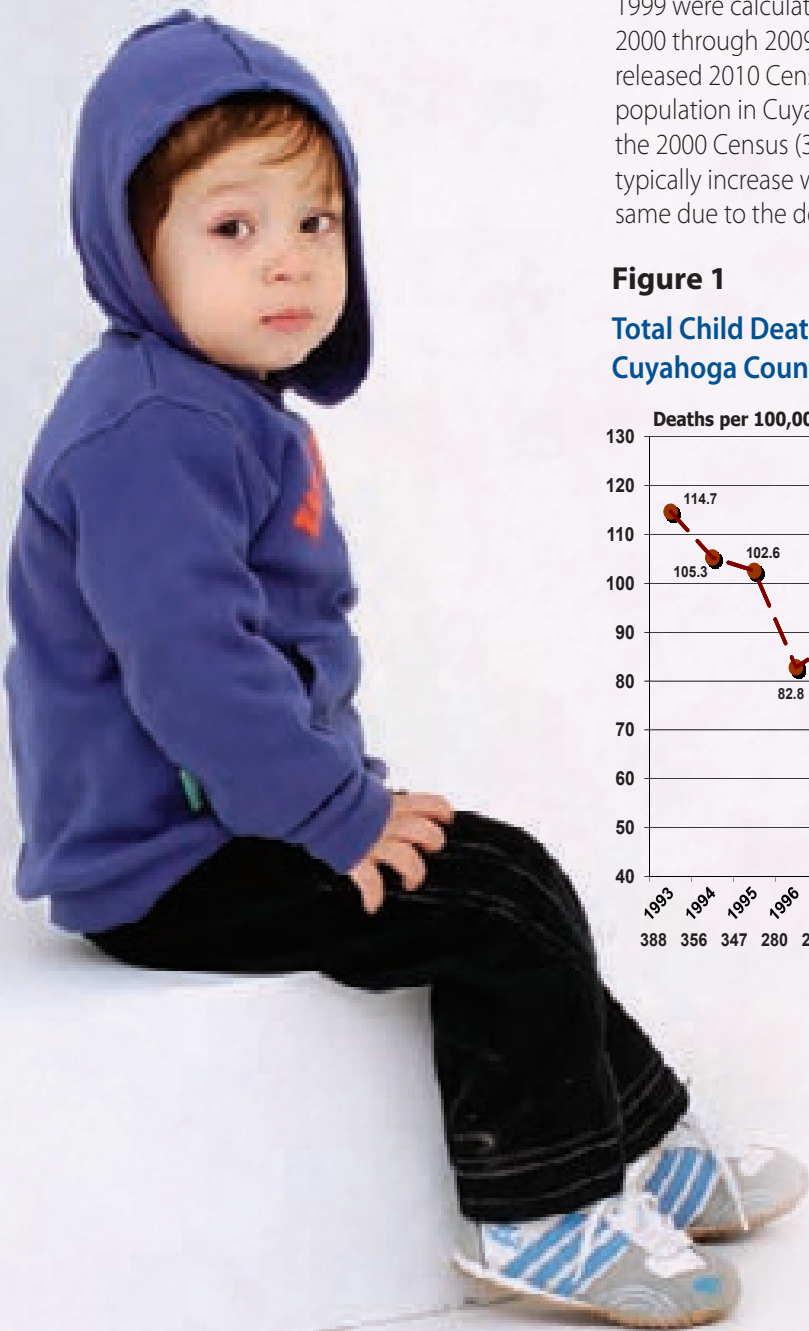 1999 were calculat
2000 through 2009
released 2010 Cens
population in Cuya
the 2000 Census (3
typically increase w
same due to the de
Figure 1
Total Child Deat
Cuyahoga Coun
Deaths per 100,00
130
120
110
100
90
80
70
60
50
40
114.7
105.3
102.6
82.8
1993 1994 1995 1996
388 356 347 280 2